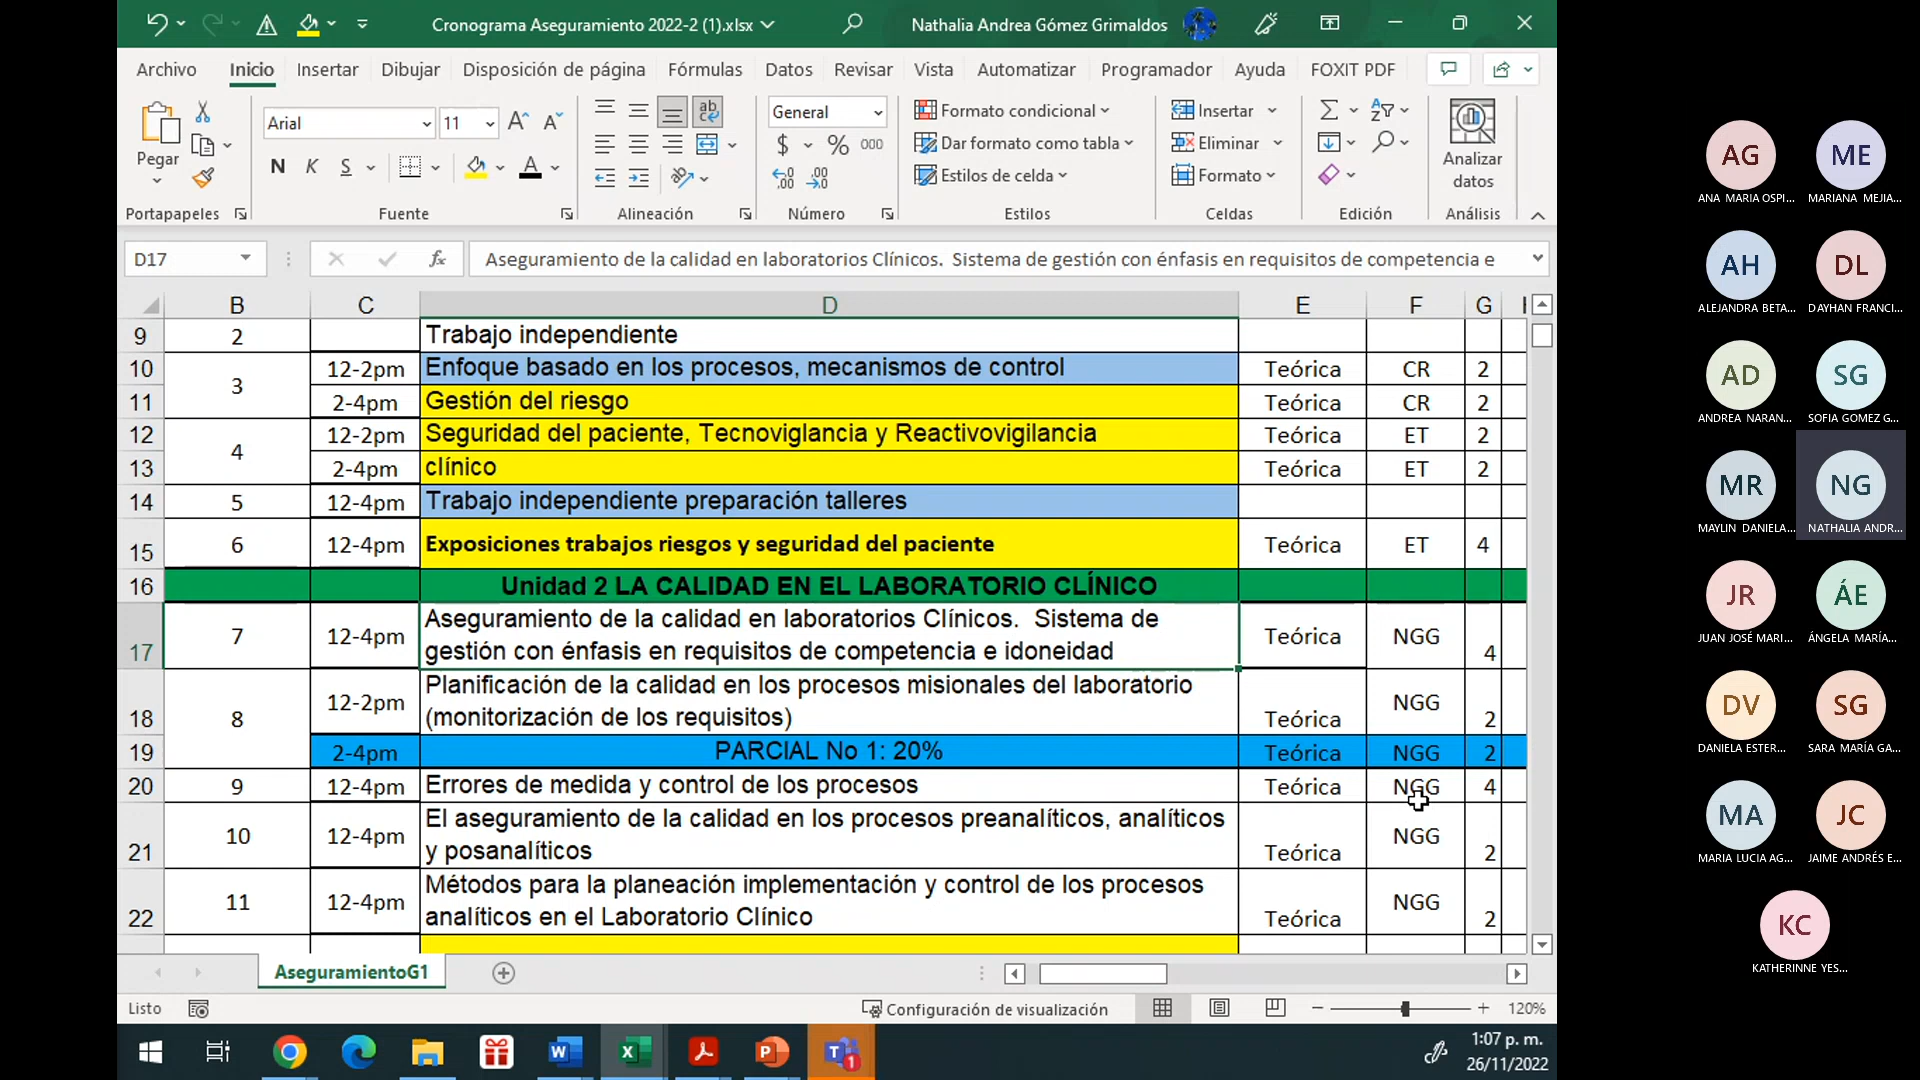 Cronograma Aseguramiento 2022-2 (1).xlsx
Nathalia Andrea Gómez Grimaldos
Archivo Inicio Insertar Dibujar Disposición de página Fórmulas Datos Revisar Vista Automatizar Programador Ayuda FOXIT PDF
Pegar
Arial 11
N K S
ab
General
$ % 000
Formato condicional
Dar formato como tabla
Estilos de celda
Insertar
Eliminar
Formato
Analizar datos
Portapapeles Fuente Alineación Número Estilos Celdas Edición Análisis
D17 fx Aseguramiento de la calidad en laboratorios Clínicos. Sistema de gestión con énfasis en requisitos de competencia e
B C D E F G
9 2 Trabajo independiente
10 3 12-2pm Enfoque basado en los procesos, mecanismos de control Teórica CR 2
11 2-4pm Gestión del riesgo Teórica CR 2
12 4 12-2pm Seguridad del paciente, Tecnoviglancia y Reactivovigilancia Teórica ET 2
13 2-4pm clínico Teórica ET 2
14 5 12-4pm Trabajo independiente preparación talleres
15 6 12-4pm Exposiciones trabajos riesgos y seguridad del paciente Teórica ET 4
16 Unidad 2 LA CALIDAD EN EL LABORATORIO CLÍNICO
17 7 12-4pm Aseguramiento de la calidad en laboratorios Clínicos. Sistema de
gestión con énfasis en requisitos de competencia e idoneidad Teórica NGG 4
18 8 12-2pm Planificación de la calidad en los procesos misionales del laboratorio
(monitorización de los requisitos) Teórica NGG 2
19 2-4pm PARCIAL No 1: 20% Teórica NGG 2
20 9 12-4pm Errores de medida y control de los procesos Teórica NGG 4
21 10 12-4pm El aseguramiento de la calidad en los procesos preanalíticos, analíticos
y posanalíticos Teórica NGG 2
22 11 12-4pm Métodos para la planeación implementación y control de los procesos
analíticos en el Laboratorio Clínico Teórica NGG 2
AseguramientoG1
Listo
Configuración de visualización
120%
1:07 p. m.
26/11/2022
AG ME
ANA MARIA OSPI... MARIANA MEJIA...
AH DL
ALEJANDRA BETA... DAYHAN FRANCI...
AD SG
ANDREA NARAN... SOFIA GOMEZ G...
MR NG
MAYLIN DANIELA... NATHALIA ANDR...
JR ÁE
JUAN JOSÉ MARI... ÁNGELA MARÍA...
DV SG
DANIELA ESTER... SARA MARÍA GA...
MA JC
MARIA LUCIA AG... JAIME ANDRÉS E...
KC
KATHERINNE YES...